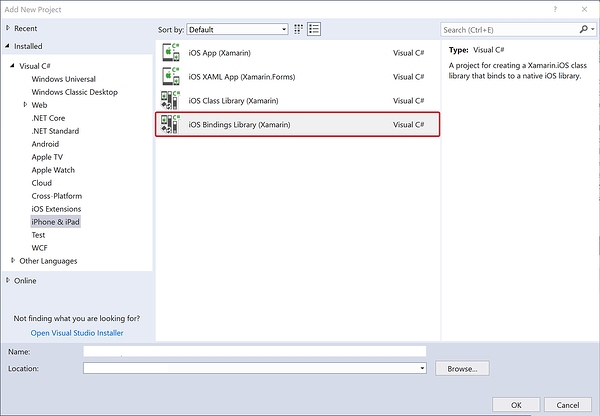 Add New Project
?
Recent
Installed
Visual C#
Windows Universal
Windows Classic Desktop
Web
.NET Core
.NET Standard
Android
Apple TV
Apple Watch
Cloud
Cross-Platform
iOS Extensions
iPhone & iPad
Test
WCF
Other Languages
Online
Not finding what you are looking for?
Open Visual Studio Installer
Sort by: Default
iOS App (Xamarin) Visual C#
iOS XAML App (Xamarin.Forms) Visual C#
iOS Class Library (Xamarin) Visual C#
iOS Bindings Library (Xamarin) Visual C#
Search (Ctrl+E)
Type: Visual C#
A project for creating a Xamarin.iOS class
library that binds to a native iOS library.
Name:
Location:
Browse...
OK Cancel